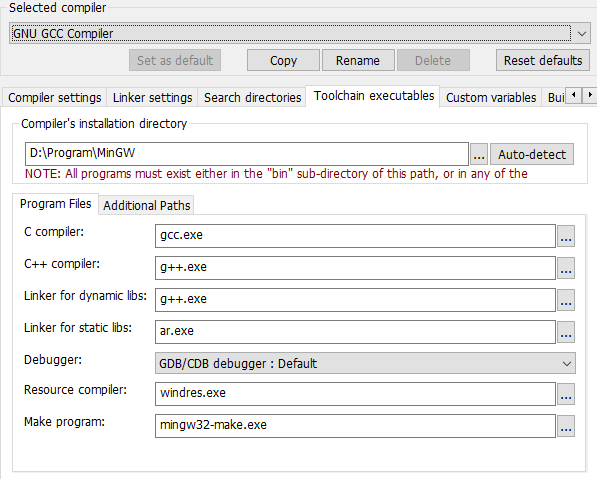 Selected compiler
GNU GCC Compiler
Set as default Copy Rename Delete Reset defaults
Compiler settings Linker settings Search directories Toolchain executables Custom variables Bui
Compiler's installation directory
D:\Program\MinGW ... Auto-detect
NOTE: All programs must exist either in the "bin" sub-directory of this path, or in any of the
Program Files Additional Paths
C compiler: gcc.exe ...
C++ compiler: g++.exe ...
Linker for dynamic libs: g++.exe ...
Linker for static libs: ar.exe ...
Debugger: GDB/CDB debugger : Default
Resource compiler: windres.exe ...
Make program: mingw32-make.exe ...